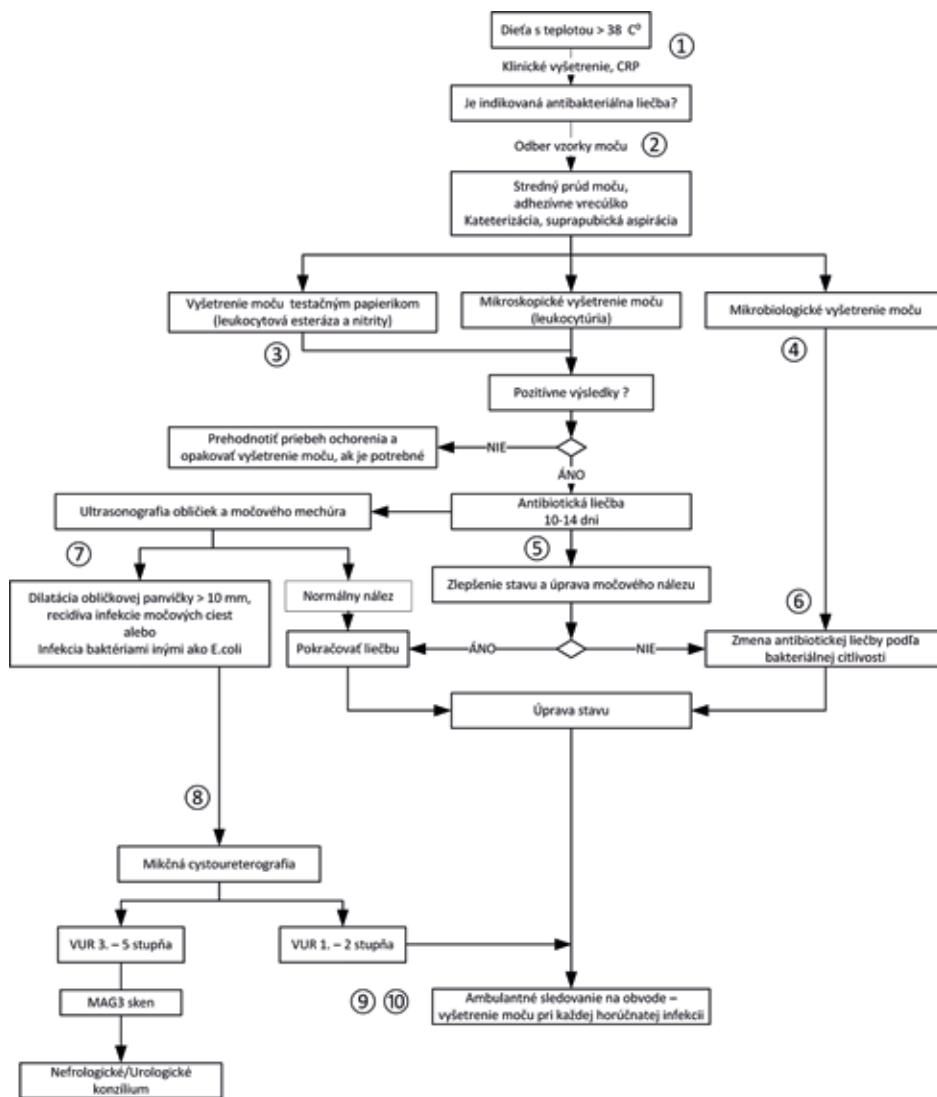 Dieťa s teplotou > 38 C⁰
①
Klinické vyšetrenie, CRP
Je indikovaná antibakteriálna liečba?
Odber vzorky moču
②
Stredný prúd moču,
adhezívne vrecúško
Kateterizácia, suprapubická aspirácia
Vyšetrenie moču testačným papierikom
(leukocytová esteráza a nitrity)
Mikroskopické vyšetrenie moču
(leukocytúria)
Mikrobiologické vyšetrenie moču
③
④
Pozitívne výsledky ?
Prehodnotiť priebeh ochorenia a
opakovať vyšetrenie moču, ak je potrebné
NIE
ÁNO
Ultrasonografia obličiek a močového mechúra
Antibiotická liečba
10-14 dni
⑦
⑤
Dilatácia obličkovej panvičky > 10 mm,
recidíva infekcie močových ciest
alebo
Infekcia baktériami inými ako E.coli
Normálny nález
Zlepšenie stavu a úprava močového nálezu
⑥
Pokračovať liečbu
ÁNO
NIE
Zmena antibiotickej liečby podľa
bakteriálnej citlivosti
Úprava stavu
⑧
Mikčná cystoureterografia
VUR 3. – 5 stupňa
VUR 1. – 2 stupňa
MAG3 sken
⑨ ⑩
Ambulantné sledovanie na obvode –
vyšetrenie moču pri každej horúčnatej infekcii
Nefrologické/Urologické
konzílium